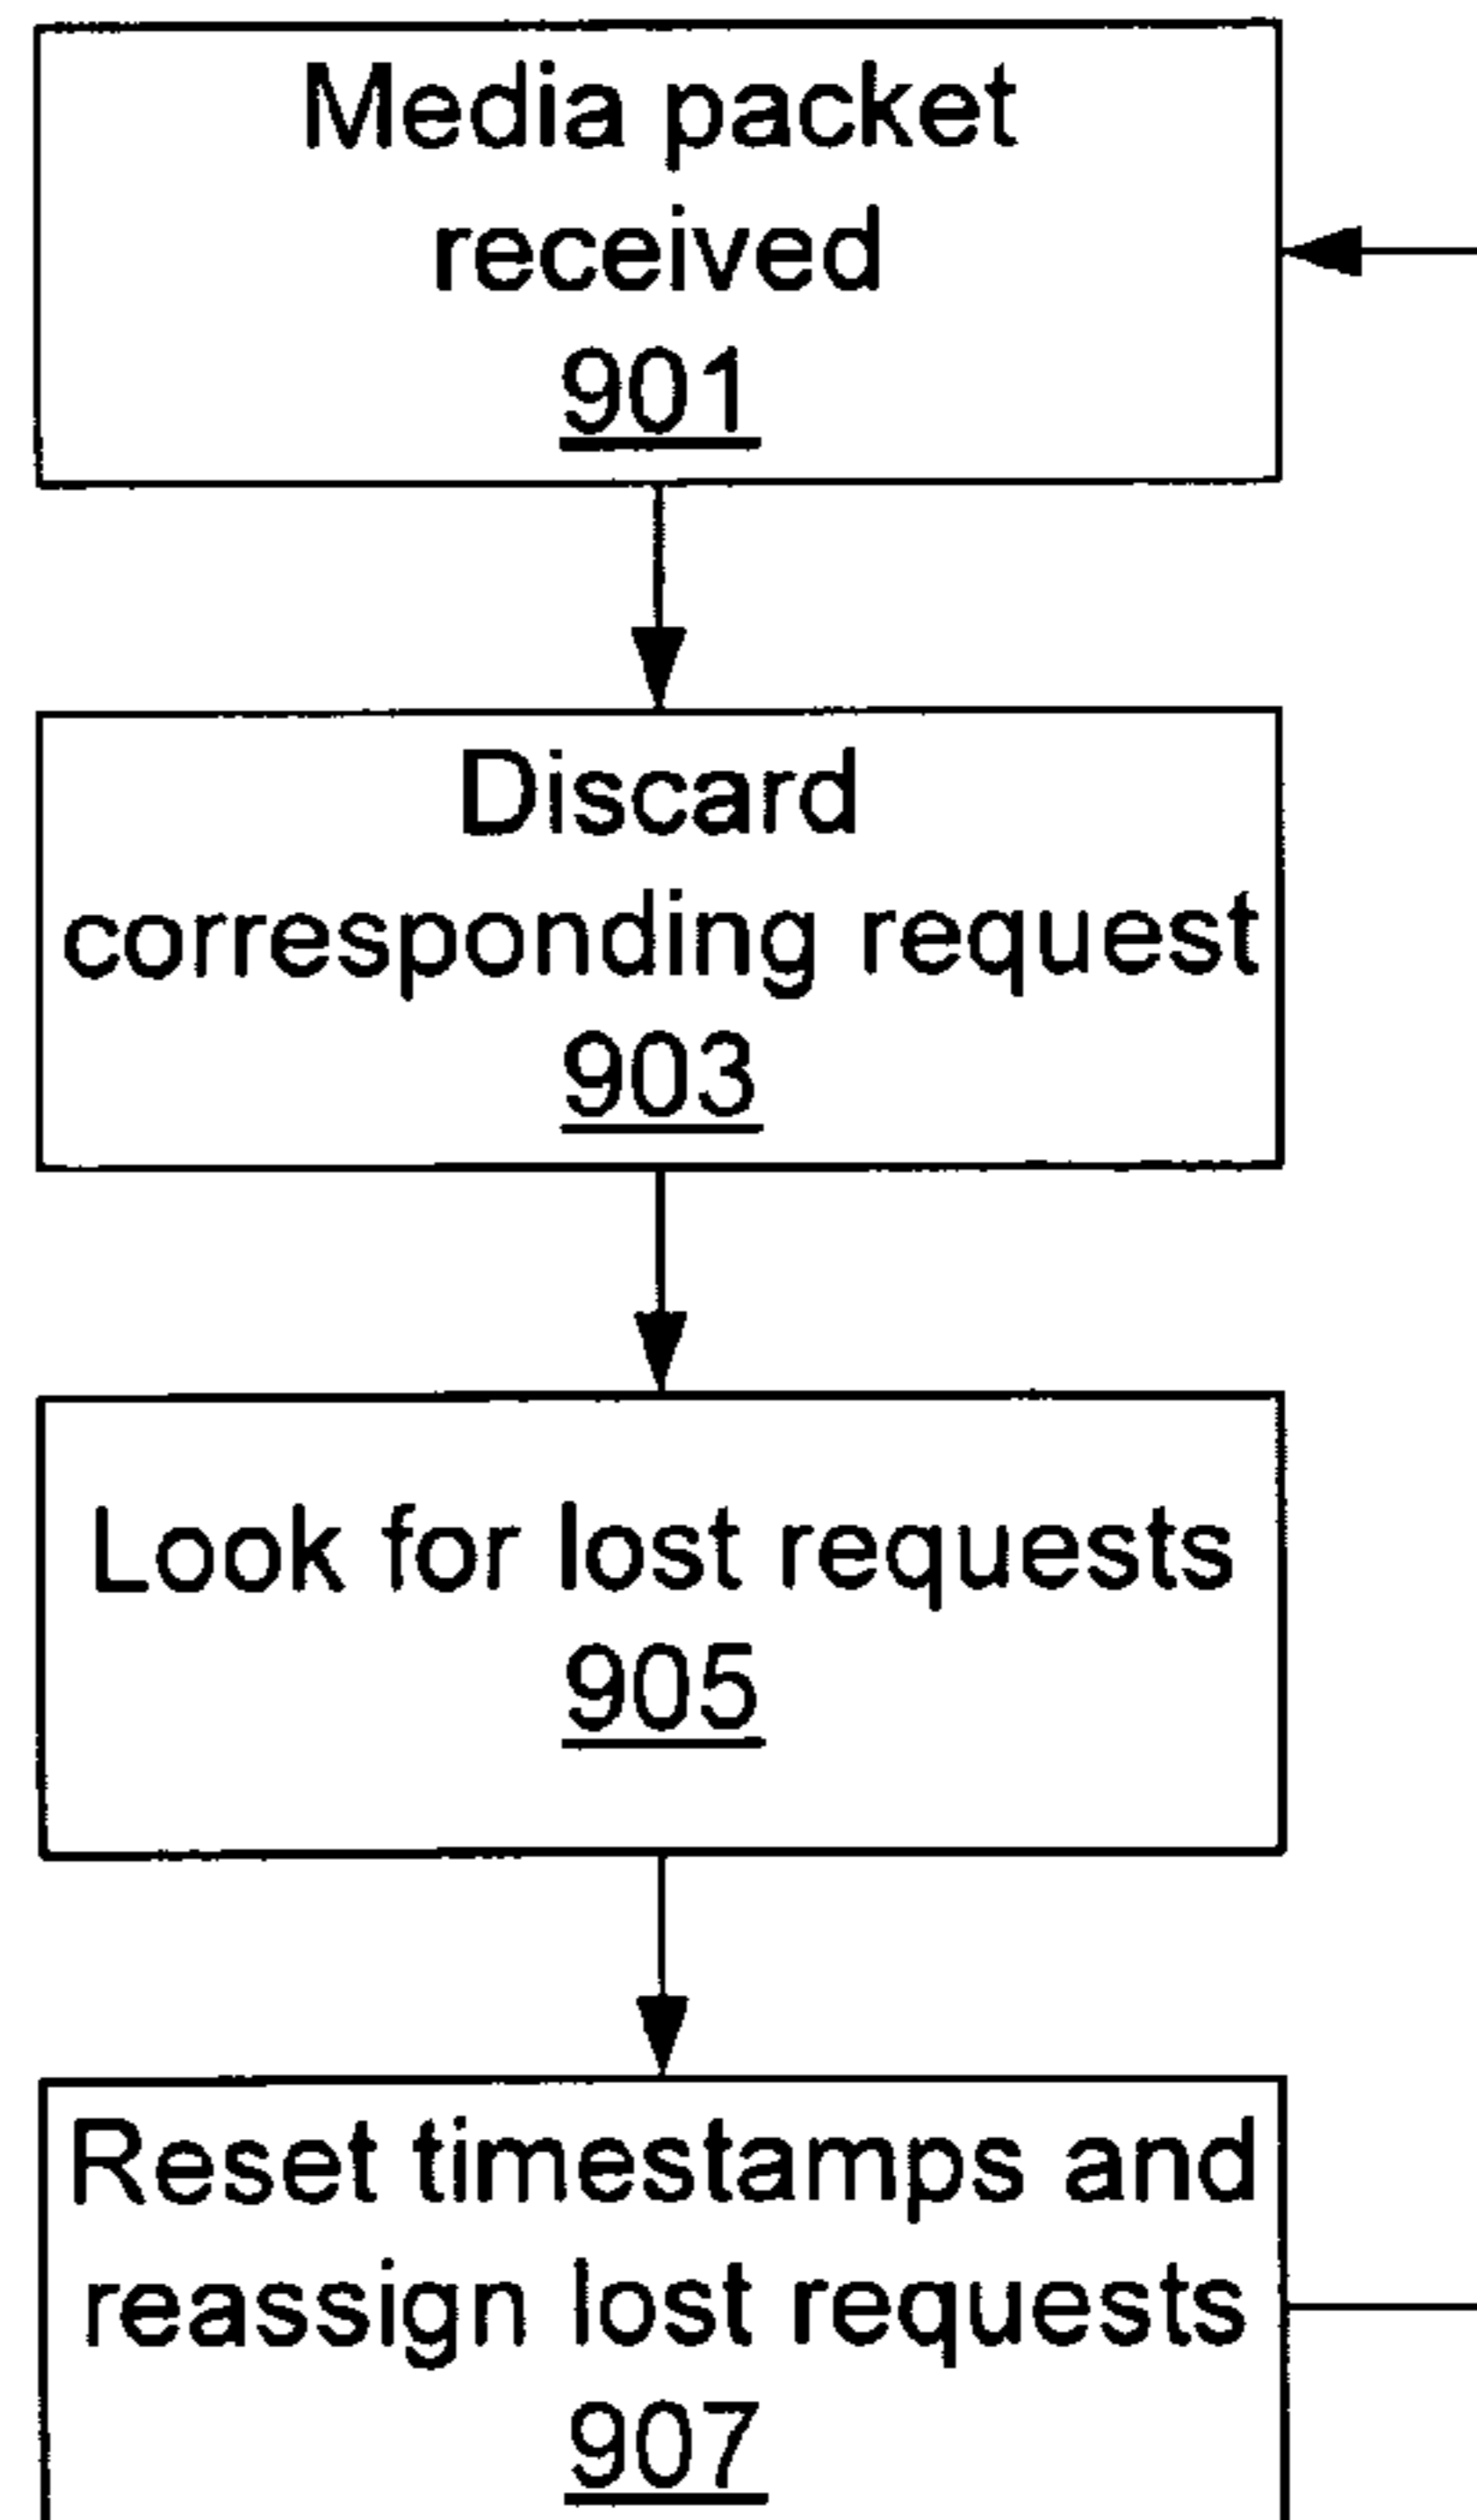 Media packet
received
901
Discard
corresponding request
903
Look for lost requests
905
Reset timestamps and
reassign lost requests
907